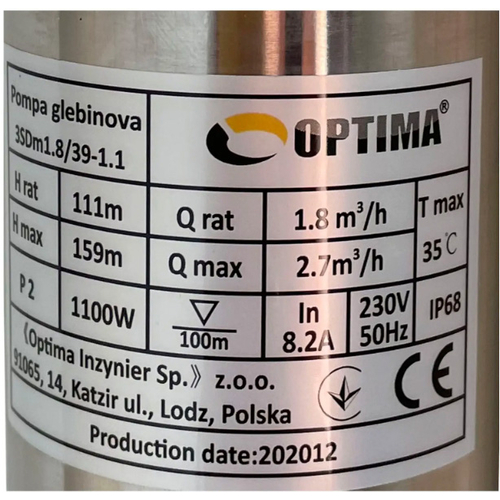 Pompa glebinova
3SDm1.8/39-1.1
OPTIMA®
H rat 111m Q rat 1.8 m³/h T max
H max 159m Q max 2.7m³/h 35℃
P 2 1100W 100m In 8.2A 230V 50Hz IP68
《Optima Inzynier Sp.》 z.o.o.
91065, 14, Katzir ul., Lodz, Polska
CE
Production date:202012